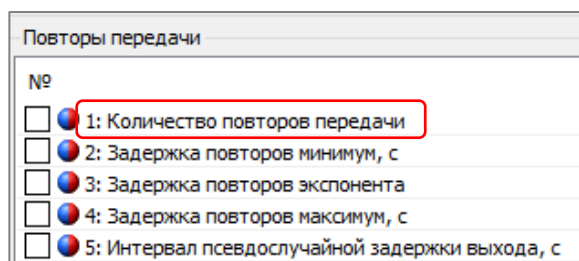 Повторы передачи
№
1: Количество повторов передачи
2: Задержка повторов минимум, с
3: Задержка повторов экспонента
4: Задержка повторов максимум, с
5: Интервал псевдослучайной задержки выхода, с